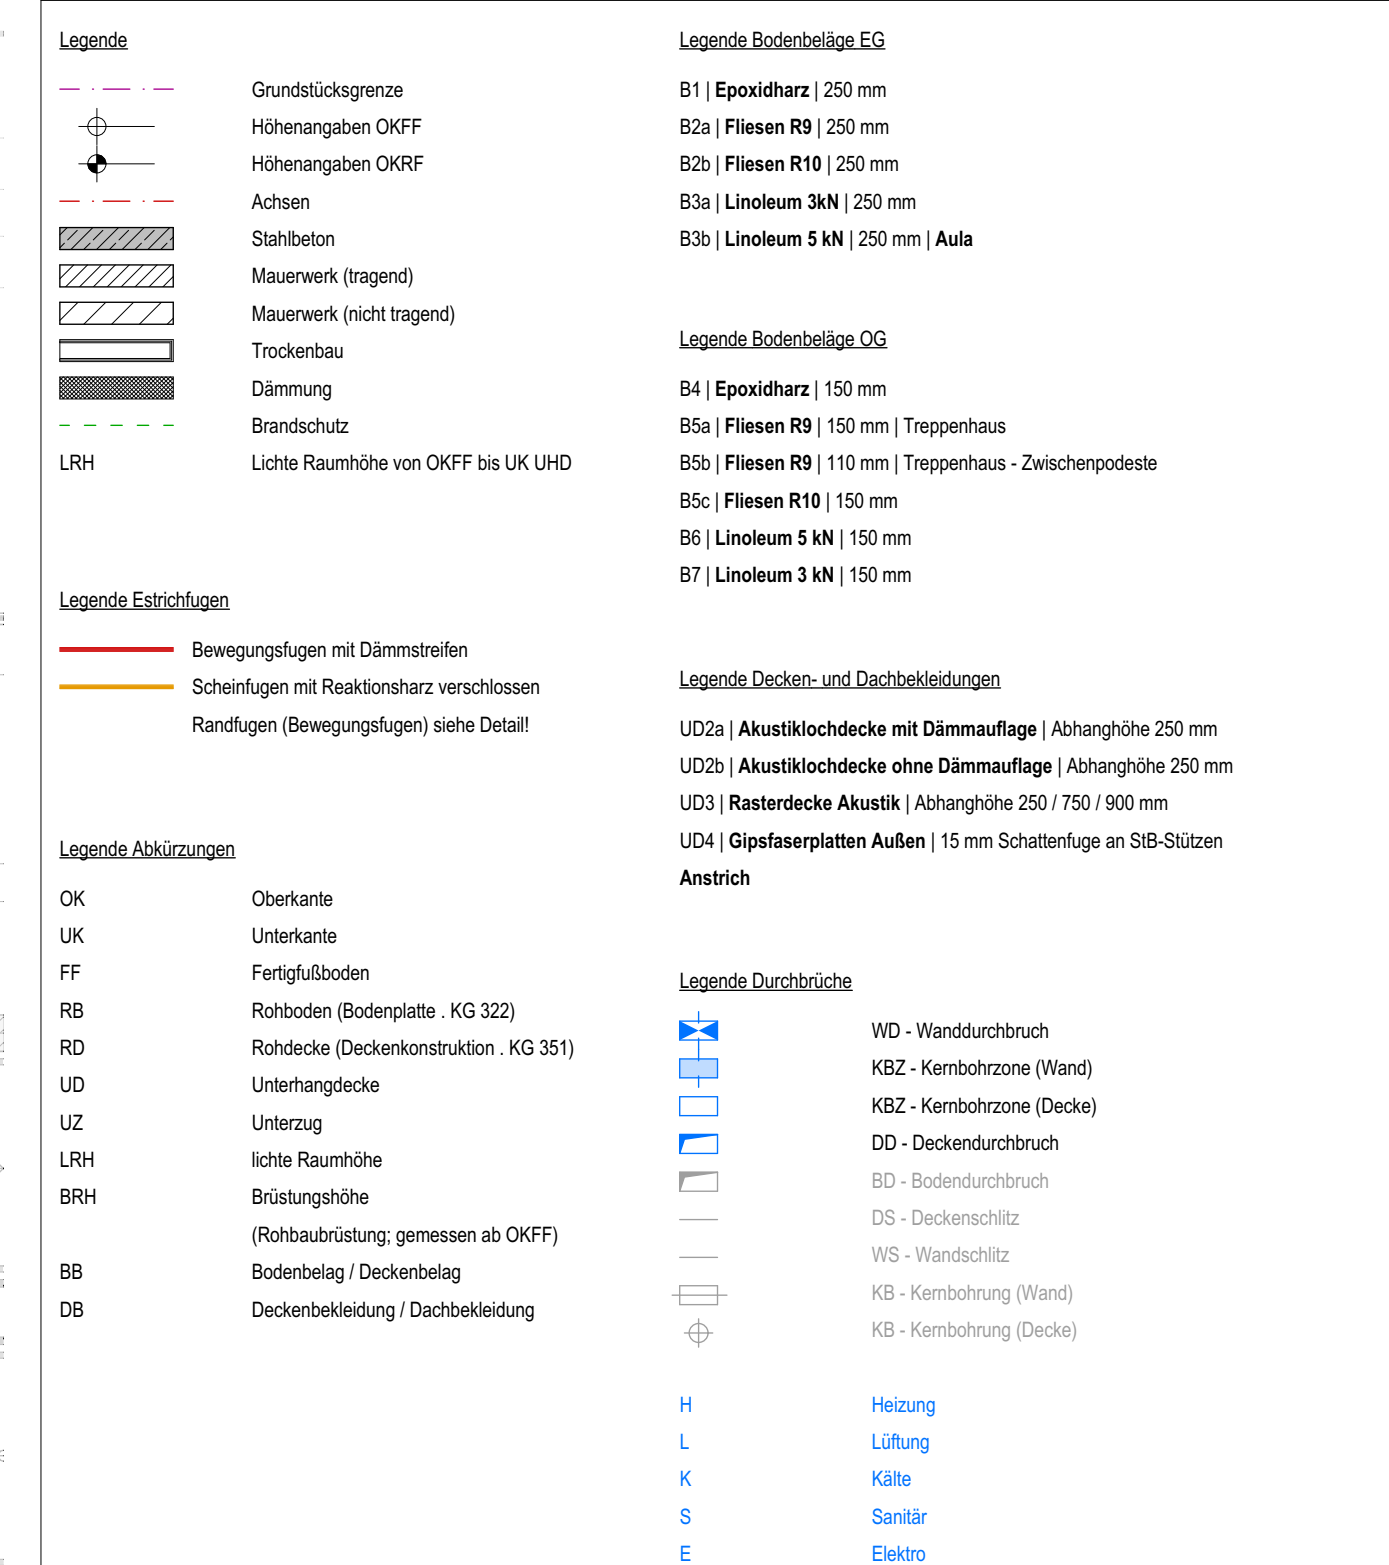 Legende
Grundstücksgrenze
Höhenangaben OKFF
Höhenangaben OKRF
Achsen
Stahlbeton
Mauerwerk (tragend)
Mauerwerk (nicht tragend)
Trockenbau
Dämmung
Brandschutz
LRH Lichte Raumhöhe von OKFF bis UK UHD
Legende Estrichfugen
Bewegungsfugen mit Dämmstreifen
Scheinfugen mit Reaktionsharz verschlossen
Randfugen (Bewegungsfugen) siehe Detail!
Legende Abkürzungen
OK Oberkante
UK Unterkante
FF Fertigfußboden
RB Rohboden (Bodenplatte . KG 322)
RD Rohdecke (Deckenkonstruktion . KG 351)
UD Unterhangdecke
UZ Unterzug
LRH lichte Raumhöhe
BRH Brüstungshöhe
(Rohbaubrüstung; gemessen ab OKFF)
BB Bodenbelag / Deckenbelag
DB Deckenbekleidung / Dachbekleidung
Legende Bodenbeläge EG
B1 | Epoxidharz | 250 mm
B2a | Fliesen R9 | 250 mm
B2b | Fliesen R10 | 250 mm
B3a | Linoleum 3kN | 250 mm
B3b | Linoleum 5 kN | 250 mm | Aula
Legende Bodenbeläge OG
B4 | Epoxidharz | 150 mm
B5a | Fliesen R9 | 150 mm | Treppenhaus
B5b | Fliesen R9 | 110 mm | Treppenhaus - Zwischenpodeste
B5c | Fliesen R10 | 150 mm
B6 | Linoleum 5 kN | 150 mm
B7 | Linoleum 3 kN | 150 mm
Legende Decken- und Dachbekleidungen
UD2a | Akustiklochdecke mit Dämmauflage | Abhanghöhe 250 mm
UD2b | Akustiklochdecke ohne Dämmauflage | Abhanghöhe 250 mm
UD3 | Rasterdecke Akustik | Abhanghöhe 250 / 750 / 900 mm
UD4 | Gipsfaserplatten Außen | 15 mm Schattenfuge an StB-Stützen
Anstrich
Legende Durchbrüche
WD - Wanddurchbruch
KBZ - Kernbohrzone (Wand)
KBZ - Kernbohrzone (Decke)
DD - Deckendurchbruch
BD - Bodendurchbruch
DS - Deckenschlitz
WS - Wandschlitz
KB - Kernbohrung (Wand)
KB - Kernbohrung (Decke)
H Heizung
L Lüftung
K Kälte
S Sanitär
E Elektro